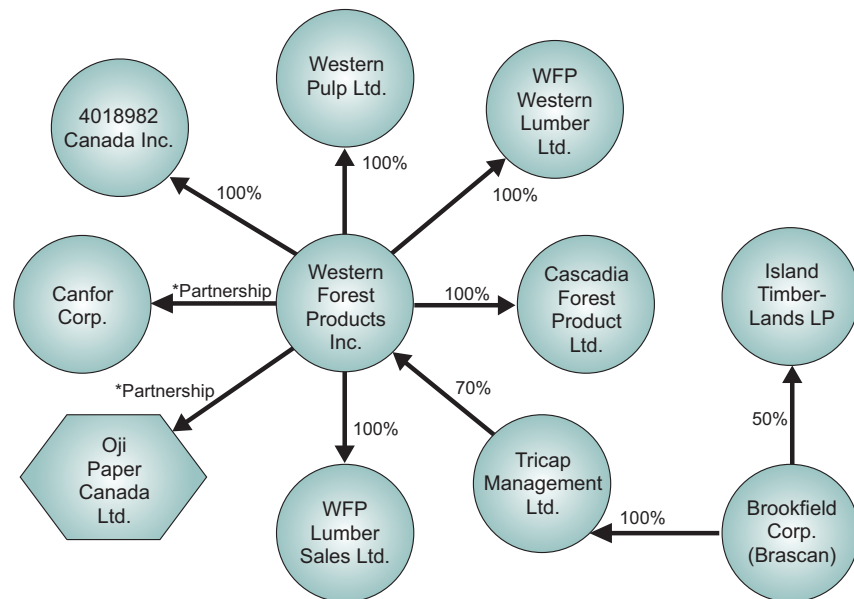 Western
Pulp Ltd.
WFP
Western
Lumber
Ltd.
4018982
Canada Inc.
100%
100%
100%
Canfor
Corp.
*Partnership
Western
Forest
Products
Inc.
100%
Cascadia
Forest
Product
Ltd.
Island
Timber-
Lands LP
*Partnership
70%
50%
100%
Oji
Paper
Canada
Ltd.
WFP
Lumber
Sales Ltd.
Tricap
Management
Ltd.
100%
Brookfield
Corp.
(Brascan)